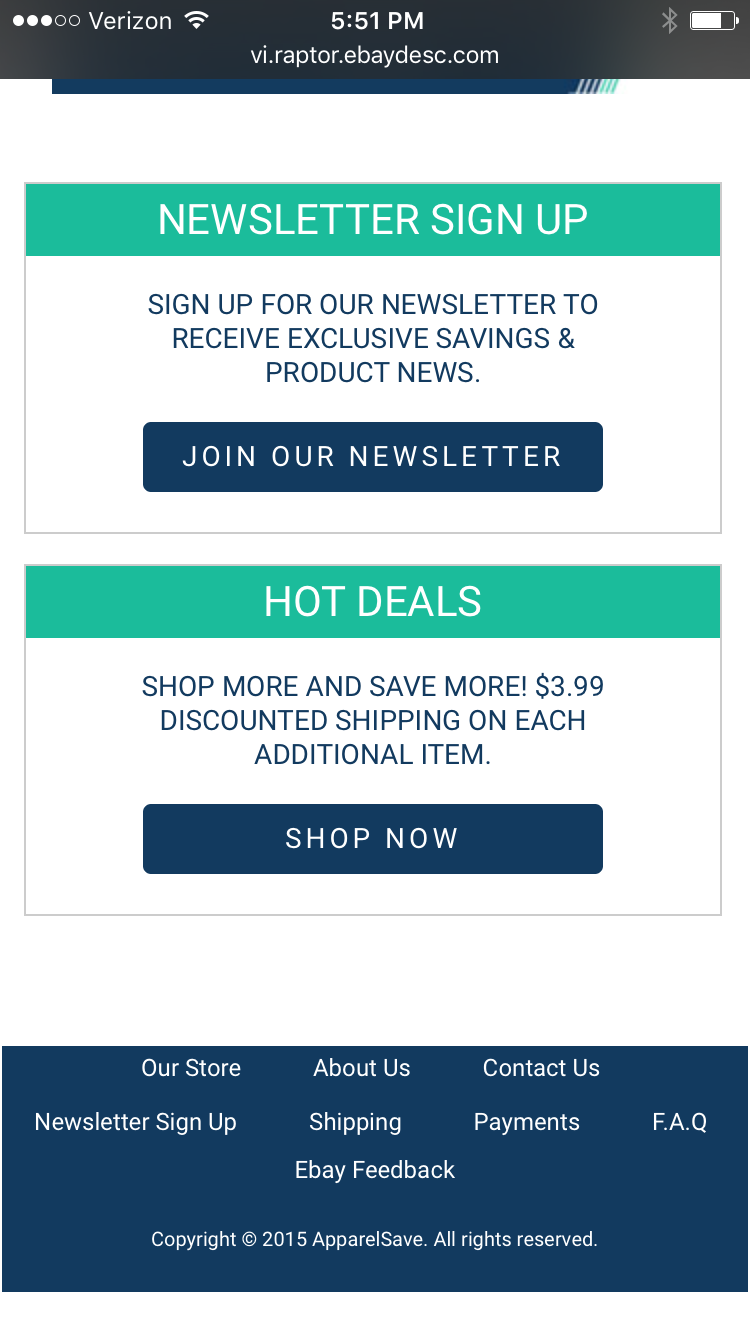 Verizon 5:51 PM
vi.raptor.ebaydesc.com
NEWSLETTER SIGN UP
SIGN UP FOR OUR NEWSLETTER TO
RECEIVE EXCLUSIVE SAVINGS &
PRODUCT NEWS.
JOIN OUR NEWSLETTER
HOT DEALS
SHOP MORE AND SAVE MORE! $3.99
DISCOUNTED SHIPPING ON EACH
ADDITIONAL ITEM.
SHOP NOW
Our Store About Us Contact Us
Newsletter Sign Up Shipping Payments F.A.Q
Ebay Feedback
Copyright © 2015 ApparelSave. All rights reserved.